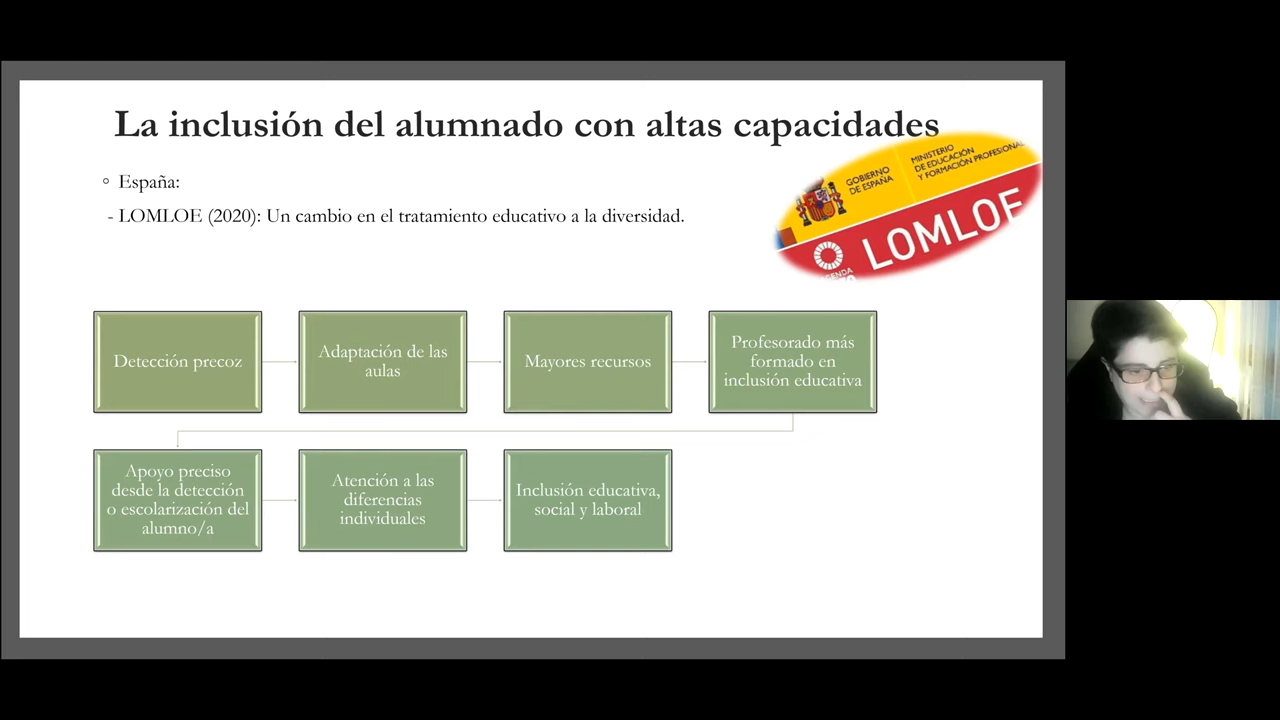 La inclusión del alumnado con altas capacidades
España:
- LOMLOE (2020): Un cambio en el tratamiento educativo a la diversidad.
GOBIERNO
DE ESPAÑA
MINISTERIO
DE EDUCACIÓN
Y FORMACIÓN PROFESIONAL
LOMLOE
Detección precoz
Adaptación de las
aulas
Mayores recursos
Profesorado más
formado en
inclusión educativa
Apoyo preciso
desde la detección
o escolarización del
alumno/a
Atención a las
diferencias
individuales
Inclusión educativa,
social y laboral